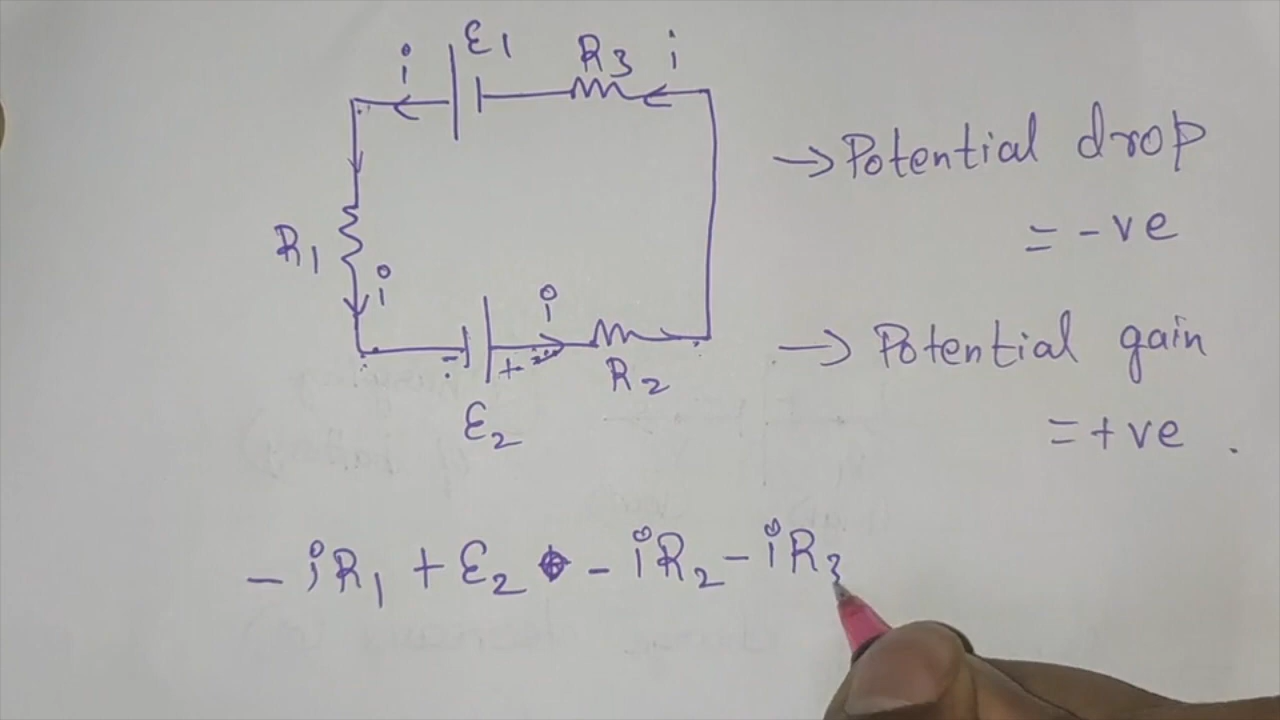 i ε1 R3 i
→ Potential drop
= -ve
R1 i
i
→ Potential gain
- + R2
= +ve .
ε2
- iR1 + ε2 - iR2 - iR3